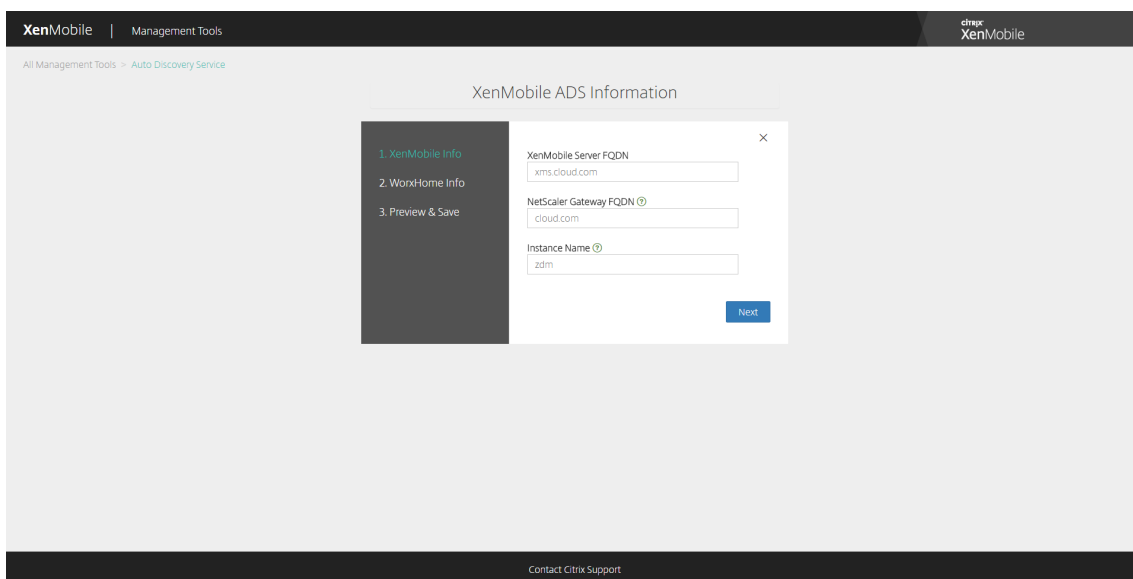 XenMobile | Management Tools
citrix
XenMobile
All Management Tools > Auto Discovery Service
XenMobile ADS Information
1. XenMobile Info
2. WorxHome Info
3. Preview & Save
XenMobile Server FQDN
xms.cloud.com
NetScaler Gateway FQDN ?
cloud.com
Instance Name ?
zdm
Next
Contact Citrix Support